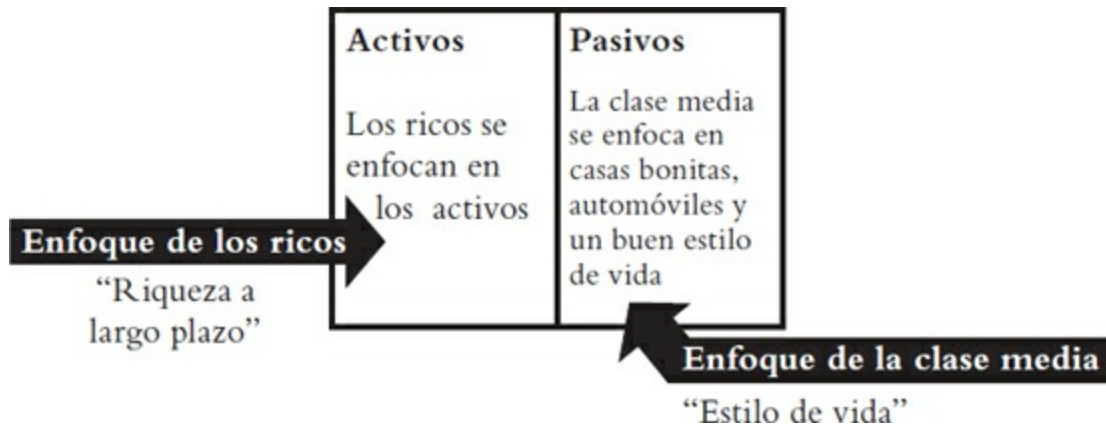 Activos
Los ricos se
enfocan en
los activos
Pasivos
La clase media
se enfoca en
casas bonitas,
automóviles y
un buen estilo
de vida
Enfoque de los ricos
“Riqueza a
largo plazo”
Enfoque de la clase media
“Estilo de vida”